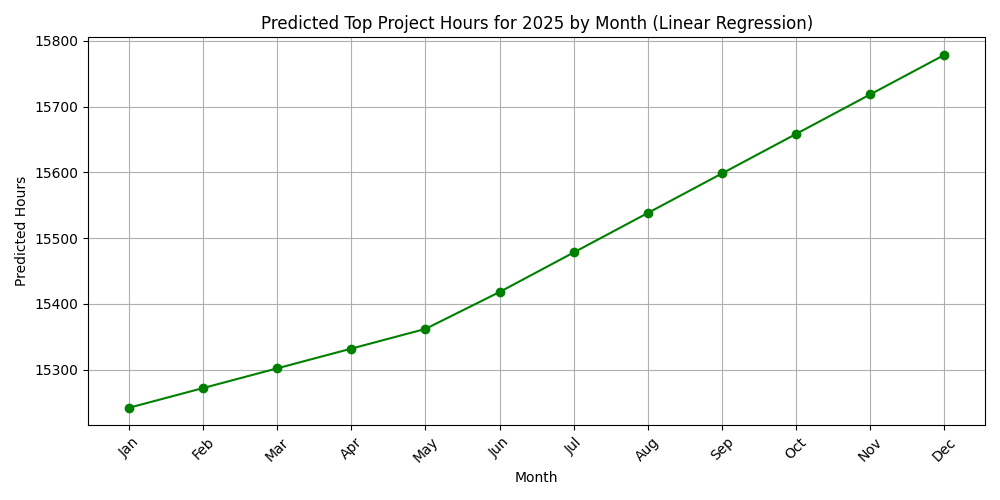 Predicted Top Project Hours for 2025 by Month (Linear Regression)
Predicted Hours
15800
15700
15600
15500
15400
15300
Jan
Feb
Mar
Apr
May
Jun
Jul
Aug
Sep
Oct
Nov
Dec
Month